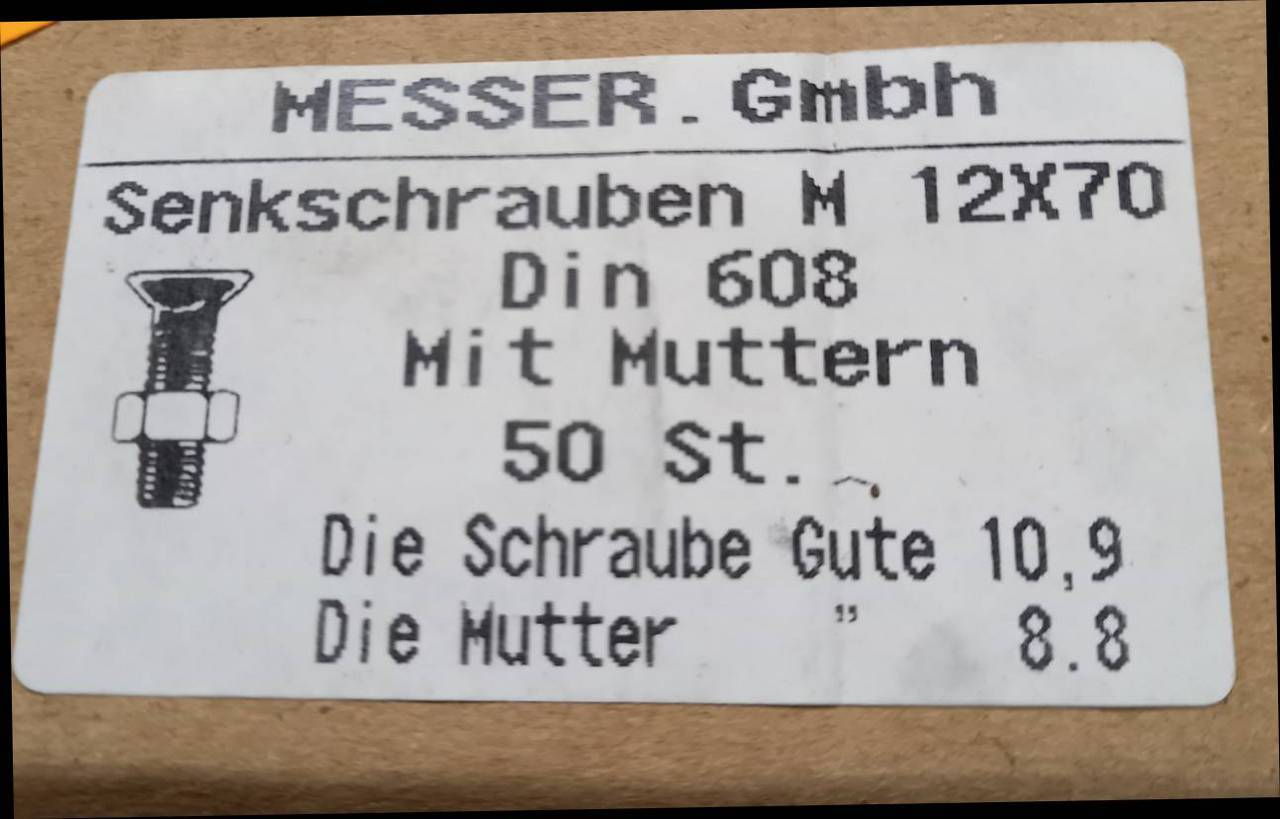 MESSER. Gmbh
Senkschrauben M 12X70
Din 608
Mit Muttern
50 St.
Die Schraube Gute 10,9
Die Mutter " 8.8